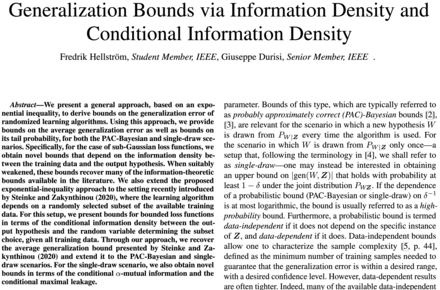 Generalization Bounds via Information Density and
Conditional Information Density
Fredrik Hellström, Student Member, IEEE, Giuseppe Durisi, Senior Member, IEEE .
Abstract—We present a general approach, based on an expo-
nential inequality, to derive bounds on the generalization error of
randomized learning algorithms. Using this approach, we provide
bounds on the average generalization error as well as bounds on
its tail probability, for both the PAC-Bayesian and single-draw sce-
narios. Specifically, for the case of sub-Gaussian loss functions, we
obtain novel bounds that depend on the information density be-
tween the training data and the output hypothesis. When suitably
weakened, these bounds recover many of the information-theoretic
bounds available in the literature. We also extend the proposed
exponential-inequality approach to the setting recently introduced
by Steinke and Zakynthinou (2020), where the learning algorithm
depends on a randomly selected subset of the available training
data. For this setup, we present bounds for bounded loss functions
in terms of the conditional information density between the out-
put hypothesis and the random variable determining the subset
choice, given all training data. Through our approach, we recover
the average generalization bound presented by Steinke and Za-
kynthinou (2020) and extend it to the PAC-Bayesian and single-
draw scenarios. For the single-draw scenario, we also obtain novel
bounds in terms of the conditional α-mutual information and the
conditional maximal leakage.
parameter. Bounds of this type, which are typically referred to
as probably approximately correct (PAC)-Bayesian bounds [2],
[3], are relevant for the scenario in which a new hypothesis W
is drawn from P_{W|Z} every time the algorithm is used. For
the scenario in which W is drawn from P_{W|Z} only once—a
setup that, following the terminology in [4], we shall refer to
as single-draw—one may instead be interested in obtaining
an upper bound on |gen(W, Z)| that holds with probability at
least 1 − δ under the joint distribution P_{WZ}. If the dependence
of a probabilistic bound (PAC-Bayesian or single-draw) on δ^{−1}
is at most logarithmic, the bound is usually referred to as a high-
probability bound. Furthermore, a probabilistic bound is termed
data-independent if it does not depend on the specific instance
of Z, and data-dependent if it does. Data-independent bounds
allow one to characterize the sample complexity [5, p. 44],
defined as the minimum number of training samples needed to
guarantee that the generalization error is within a desired range,
with a desired confidence level. However, data-dependent results
are often tighter. Indeed, many of the available data-independent